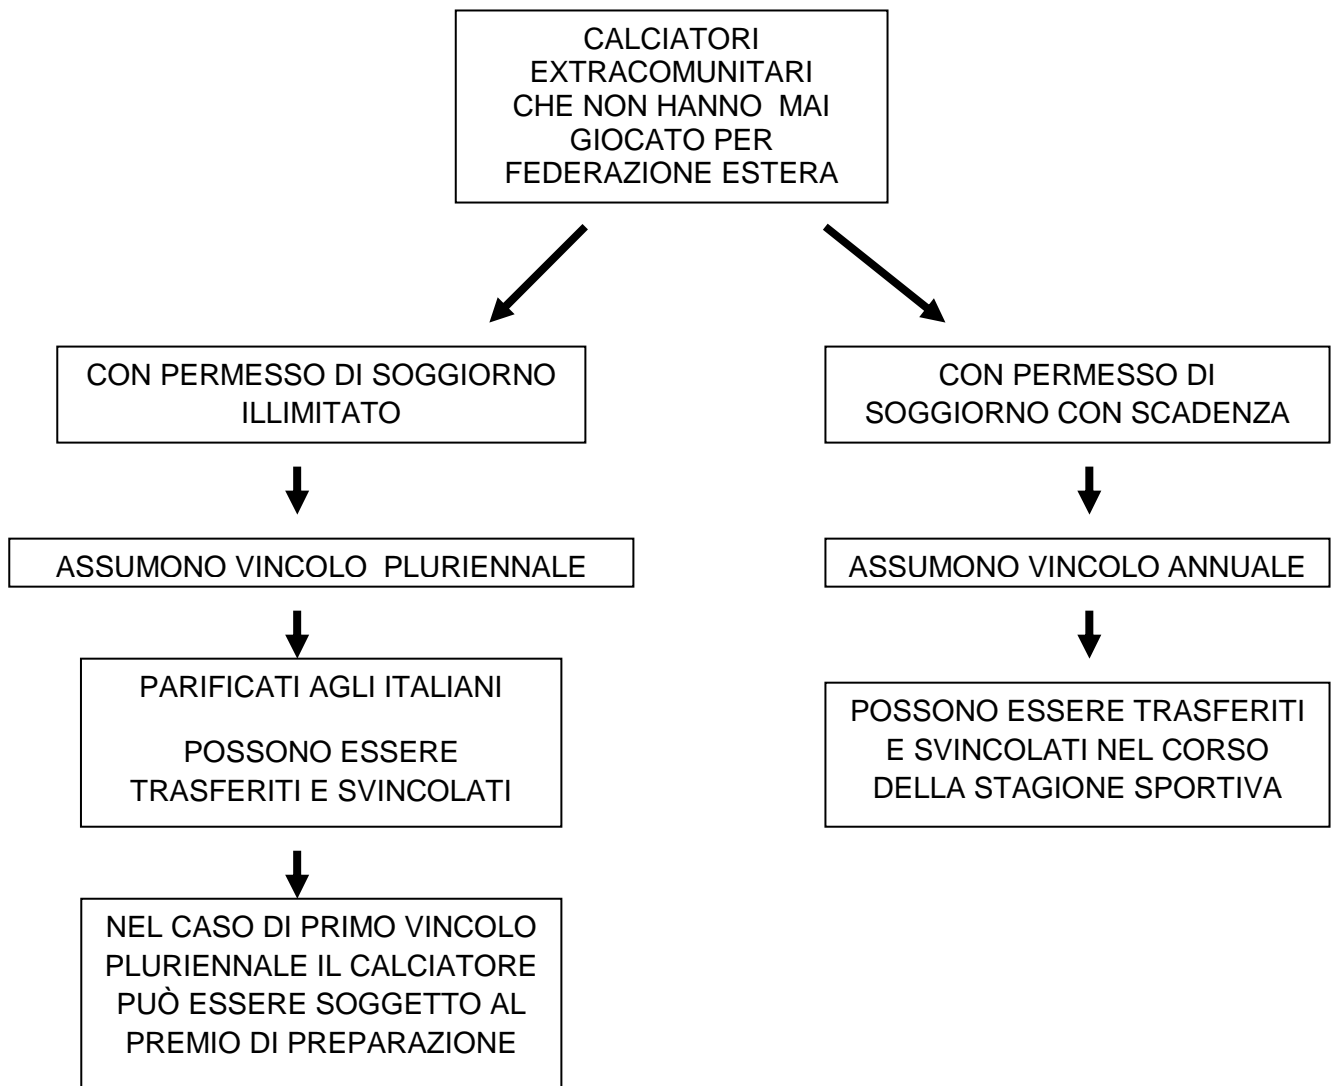 CALCIATORI
EXTRACOMUNITARI
CHE NON HANNO MAI
GIOCATO PER
FEDERAZIONE ESTERA
CON PERMESSO DI SOGGIORNO
ILLIMITATO
CON PERMESSO DI
SOGGIORNO CON SCADENZA
ASSUMONO VINCOLO PLURIENNALE
ASSUMONO VINCOLO ANNUALE
PARIFICATI AGLI ITALIANI
POSSONO ESSERE
TRASFERITI E SVINCOLATI
POSSONO ESSERE TRASFERITI
E SVINCOLATI NEL CORSO
DELLA STAGIONE SPORTIVA
NEL CASO DI PRIMO VINCOLO
PLURIENNALE IL CALCIATORE
PUÒ ESSERE SOGGETTO AL
PREMIO DI PREPARAZIONE